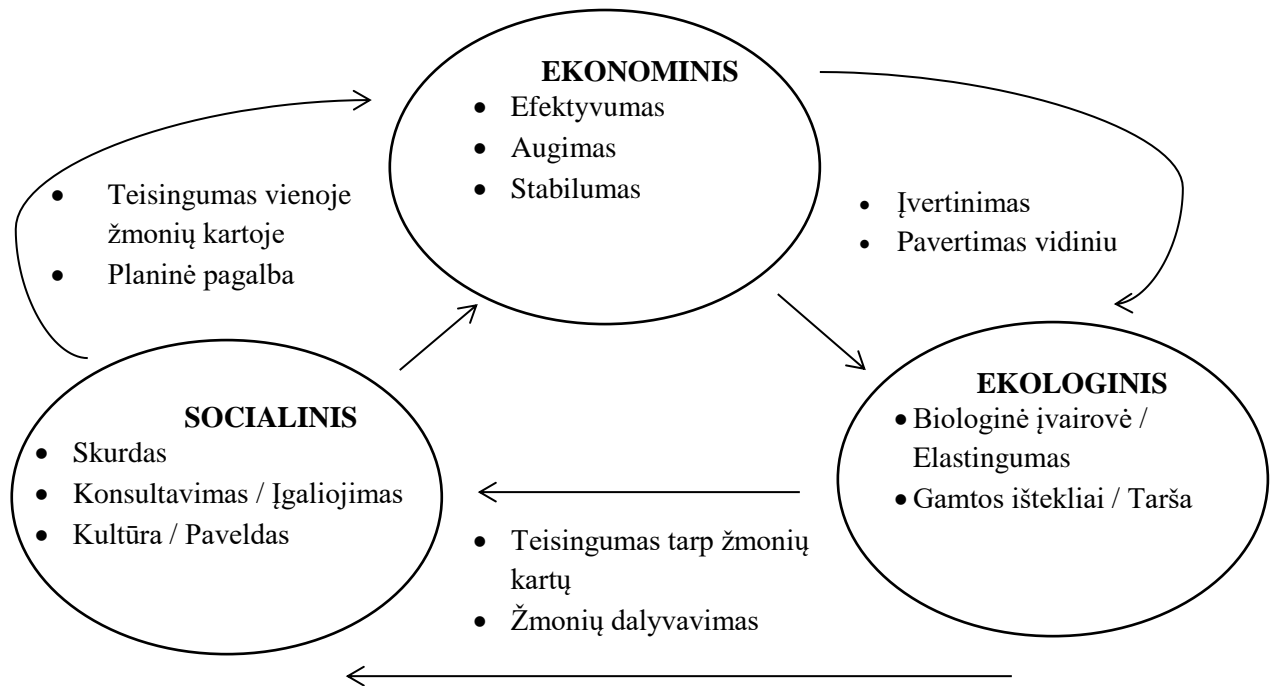 EKONOMINIS
• Efektyvumas
• Augimas
• Stabilumas
• Teisingumas vienoje
žmonių kartoje
• Planinė pagalba
• Įvertinimas
• Pavertimas vidiniu
SOCIALINIS
• Skurdas
• Konsultavimas / Įgaliojimas
• Kultūra / Paveldas
EKOLOGINIS
• Biologinė įvairovė /
Elastingumas
• Gamtos ištekliai / Tarša
• Teisingumas tarp žmonių
kartų
• Žmonių dalyvavimas